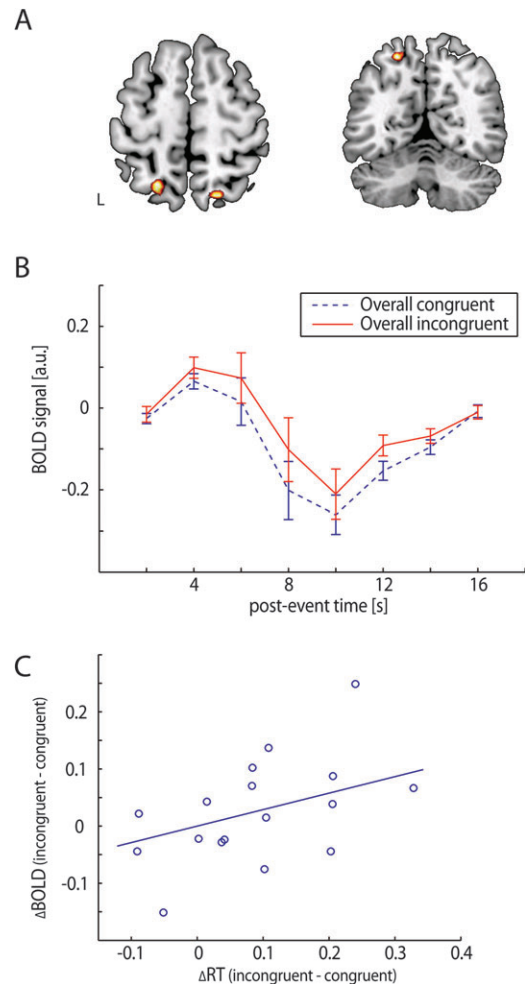 A
L
B
Overall congruent
Overall incongruent
BOLD signal [a.u.]
0.2
0
-0.2
4
8
12
16
post-event time [s]
C
ΔBOLD (incongruent - congruent)
0.2
0.1
0
-0.1
-0.1
0
0.1
0.2
0.3
0.4
ΔRT (incongruent - congruent)